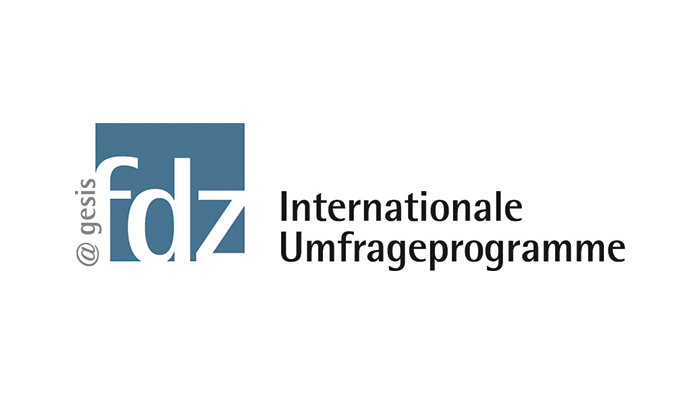 @ gesis
fdz
Internationale
Umfrageprogramme